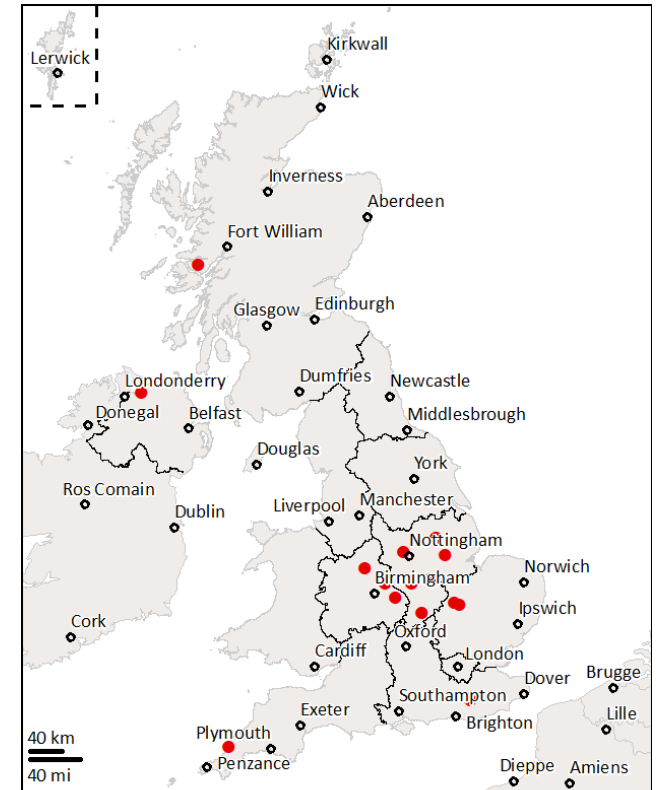 Kirkwall
Lerwick
Wick
Inverness
Aberdeen
Fort William
Glasgow
Edinburgh
Dumfries
Londonderry
Newcastle
Donegal
Belfast
Middlesbrough
Douglas
York
Ros Comain
Liverpool
Manchester
Dublin
Nottingham
Birmingham
Norwich
Ipswich
Cork
Oxford
Cardiff
London
Dover
Brugge
Southampton
Exeter
Brighton
Lille
Plymouth
40 km
Penzance
40 mi
Dieppe
Amiens